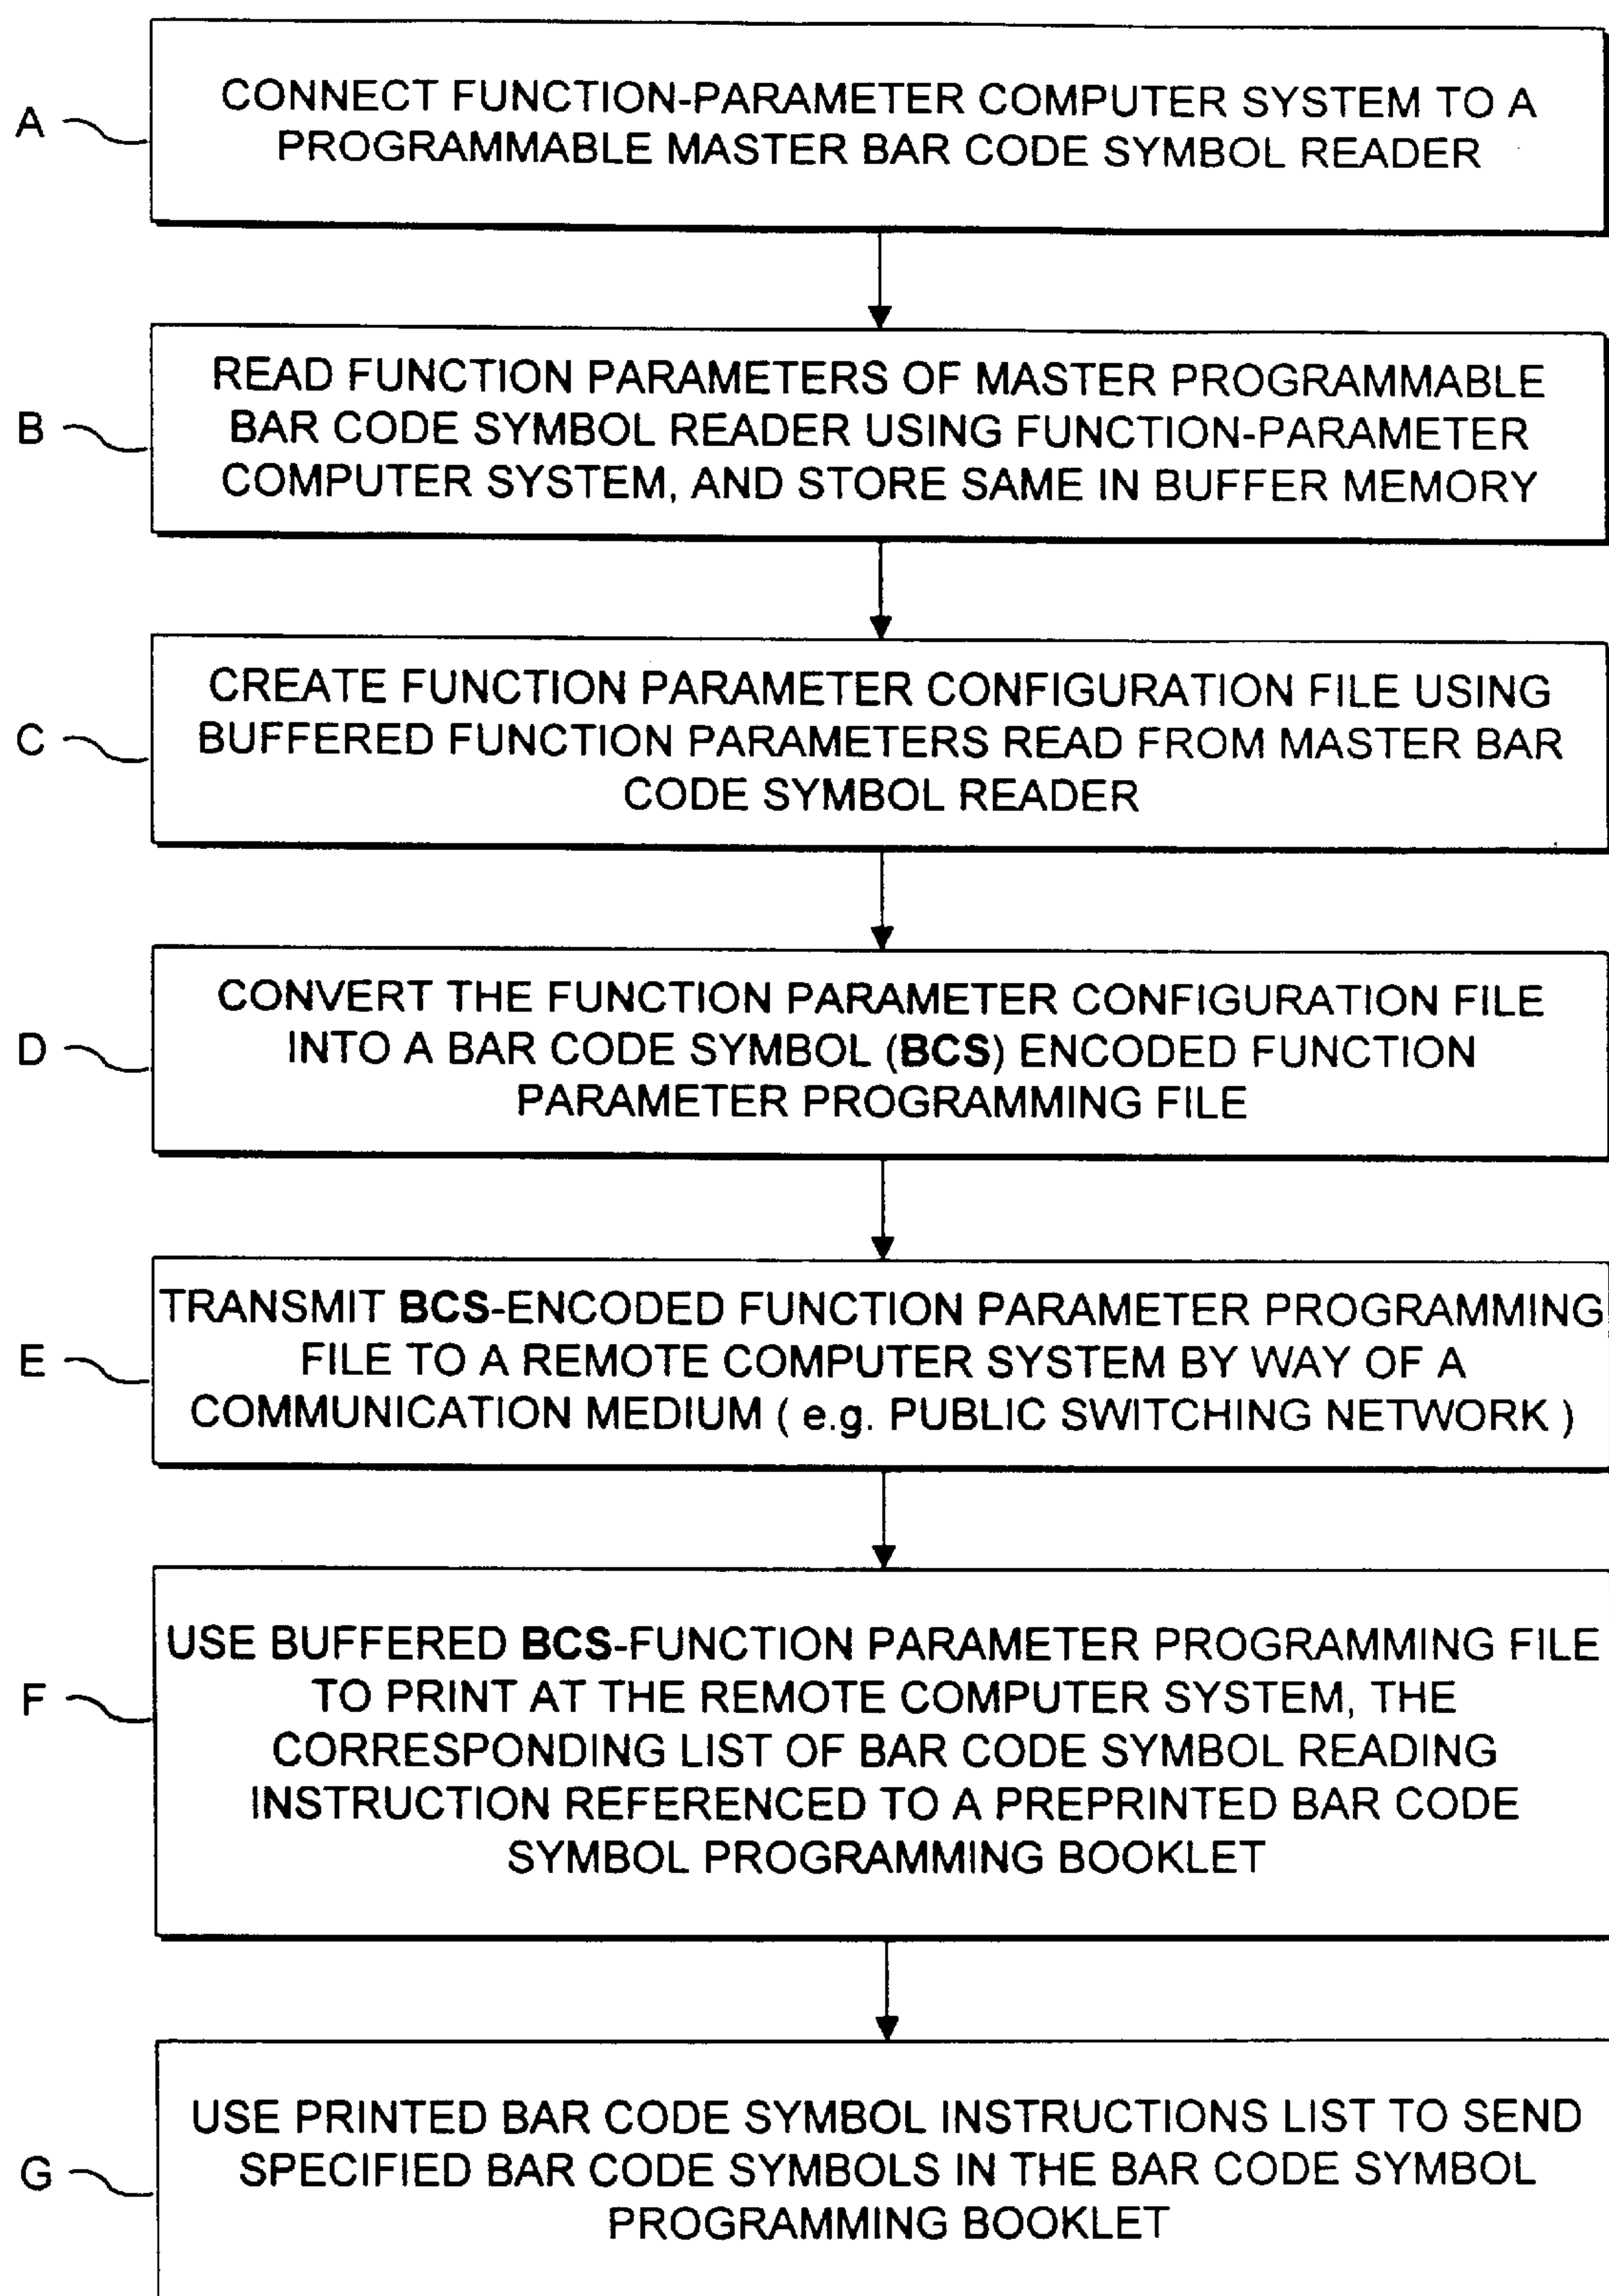 A
CONNECT FUNCTION-PARAMETER COMPUTER SYSTEM TO A
PROGRAMMABLE MASTER BAR CODE SYMBOL READER
B
READ FUNCTION PARAMETERS OF MASTER PROGRAMMABLE
BAR CODE SYMBOL READER USING FUNCTION-PARAMETER
COMPUTER SYSTEM, AND STORE SAME IN BUFFER MEMORY
C
CREATE FUNCTION PARAMETER CONFIGURATION FILE USING
BUFFERED FUNCTION PARAMETERS READ FROM MASTER BAR
CODE SYMBOL READER
D
CONVERT THE FUNCTION PARAMETER CONFIGURATION FILE
INTO A BAR CODE SYMBOL (BCS) ENCODED FUNCTION
PARAMETER PROGRAMMING FILE
E
TRANSMIT BCS-ENCODED FUNCTION PARAMETER PROGRAMMING
FILE TO A REMOTE COMPUTER SYSTEM BY WAY OF A
COMMUNICATION MEDIUM ( e.g. PUBLIC SWITCHING NETWORK )
F
USE BUFFERED BCS-FUNCTION PARAMETER PROGRAMMING FILE
TO PRINT AT THE REMOTE COMPUTER SYSTEM, THE
CORRESPONDING LIST OF BAR CODE SYMBOL READING
INSTRUCTION REFERENCED TO A PREPRINTED BAR CODE
SYMBOL PROGRAMMING BOOKLET
G
USE PRINTED BAR CODE SYMBOL INSTRUCTIONS LIST TO SEND
SPECIFIED BAR CODE SYMBOLS IN THE BAR CODE SYMBOL
PROGRAMMING BOOKLET